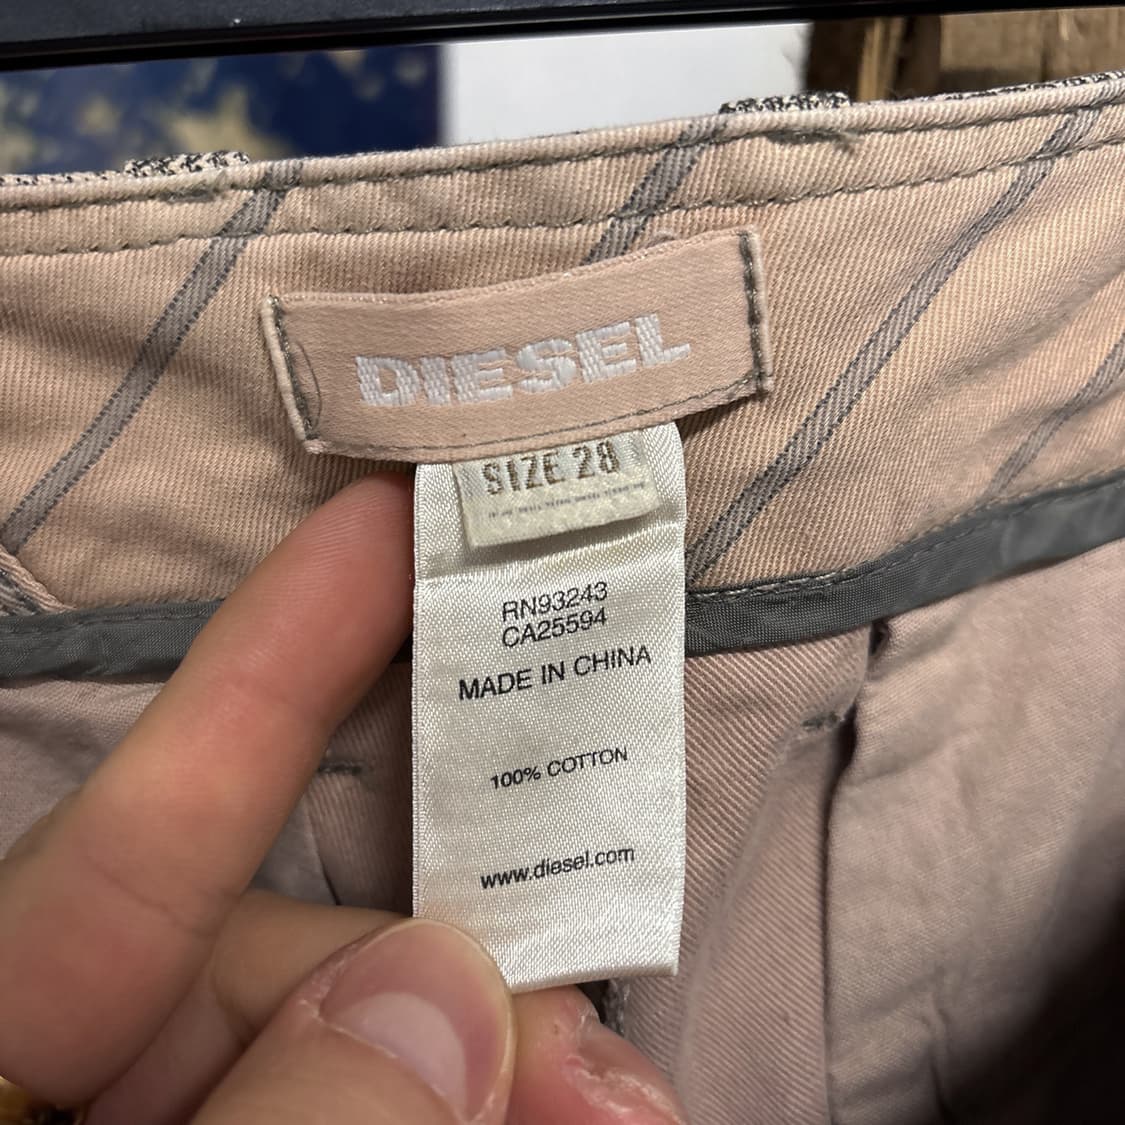 DIESEL
SIZE 28
RN93243
CA25594
MADE IN CHINA
100% COTTON
www.diesel.com